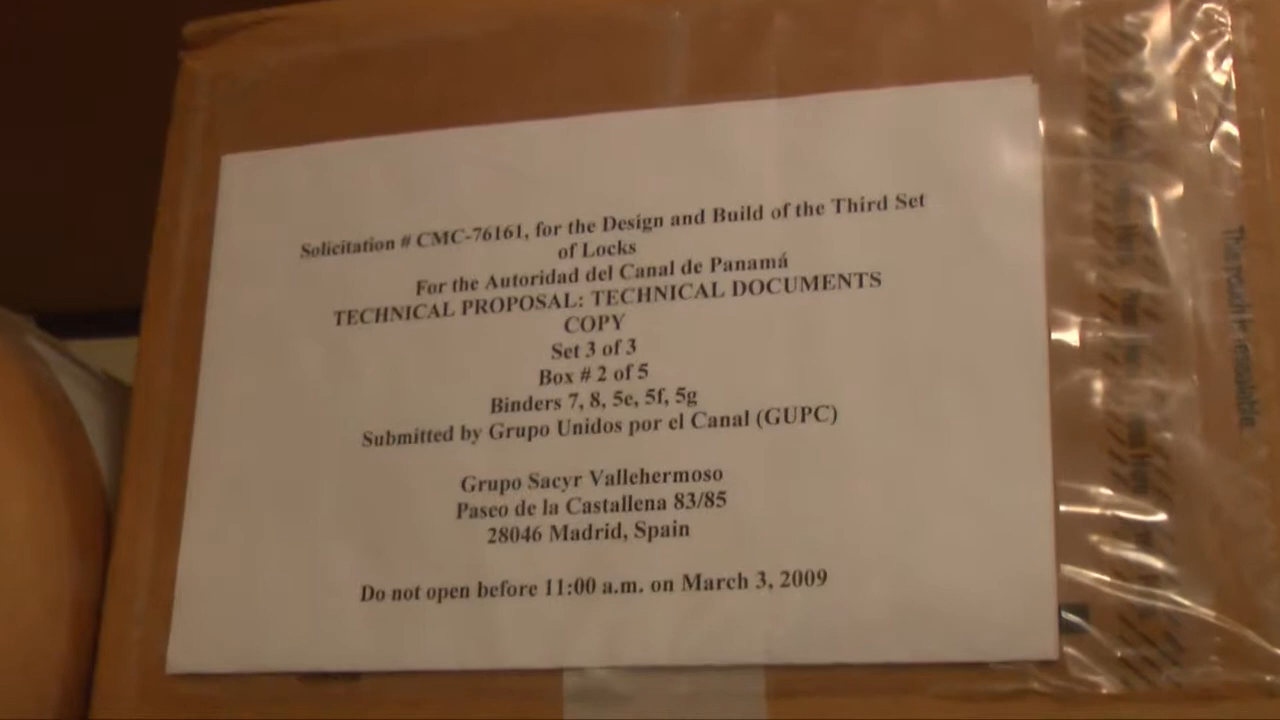 Solicitation # CMC-76161, for the Design and Build of the Third Set
of Locks
For the Autoridad del Canal de Panamá
TECHNICAL PROPOSAL: TECHNICAL DOCUMENTS
COPY
Set 3 of 3
Box # 2 of 5
Binders 7, 8, 5e, 5f, 5g
Submitted by Grupo Unidos por el Canal (GUPC)
Grupo Sacyr Vallehermoso
Paseo de la Castallena 83/85
28046 Madrid, Spain
Do not open before 11:00 a.m. on March 3, 2009